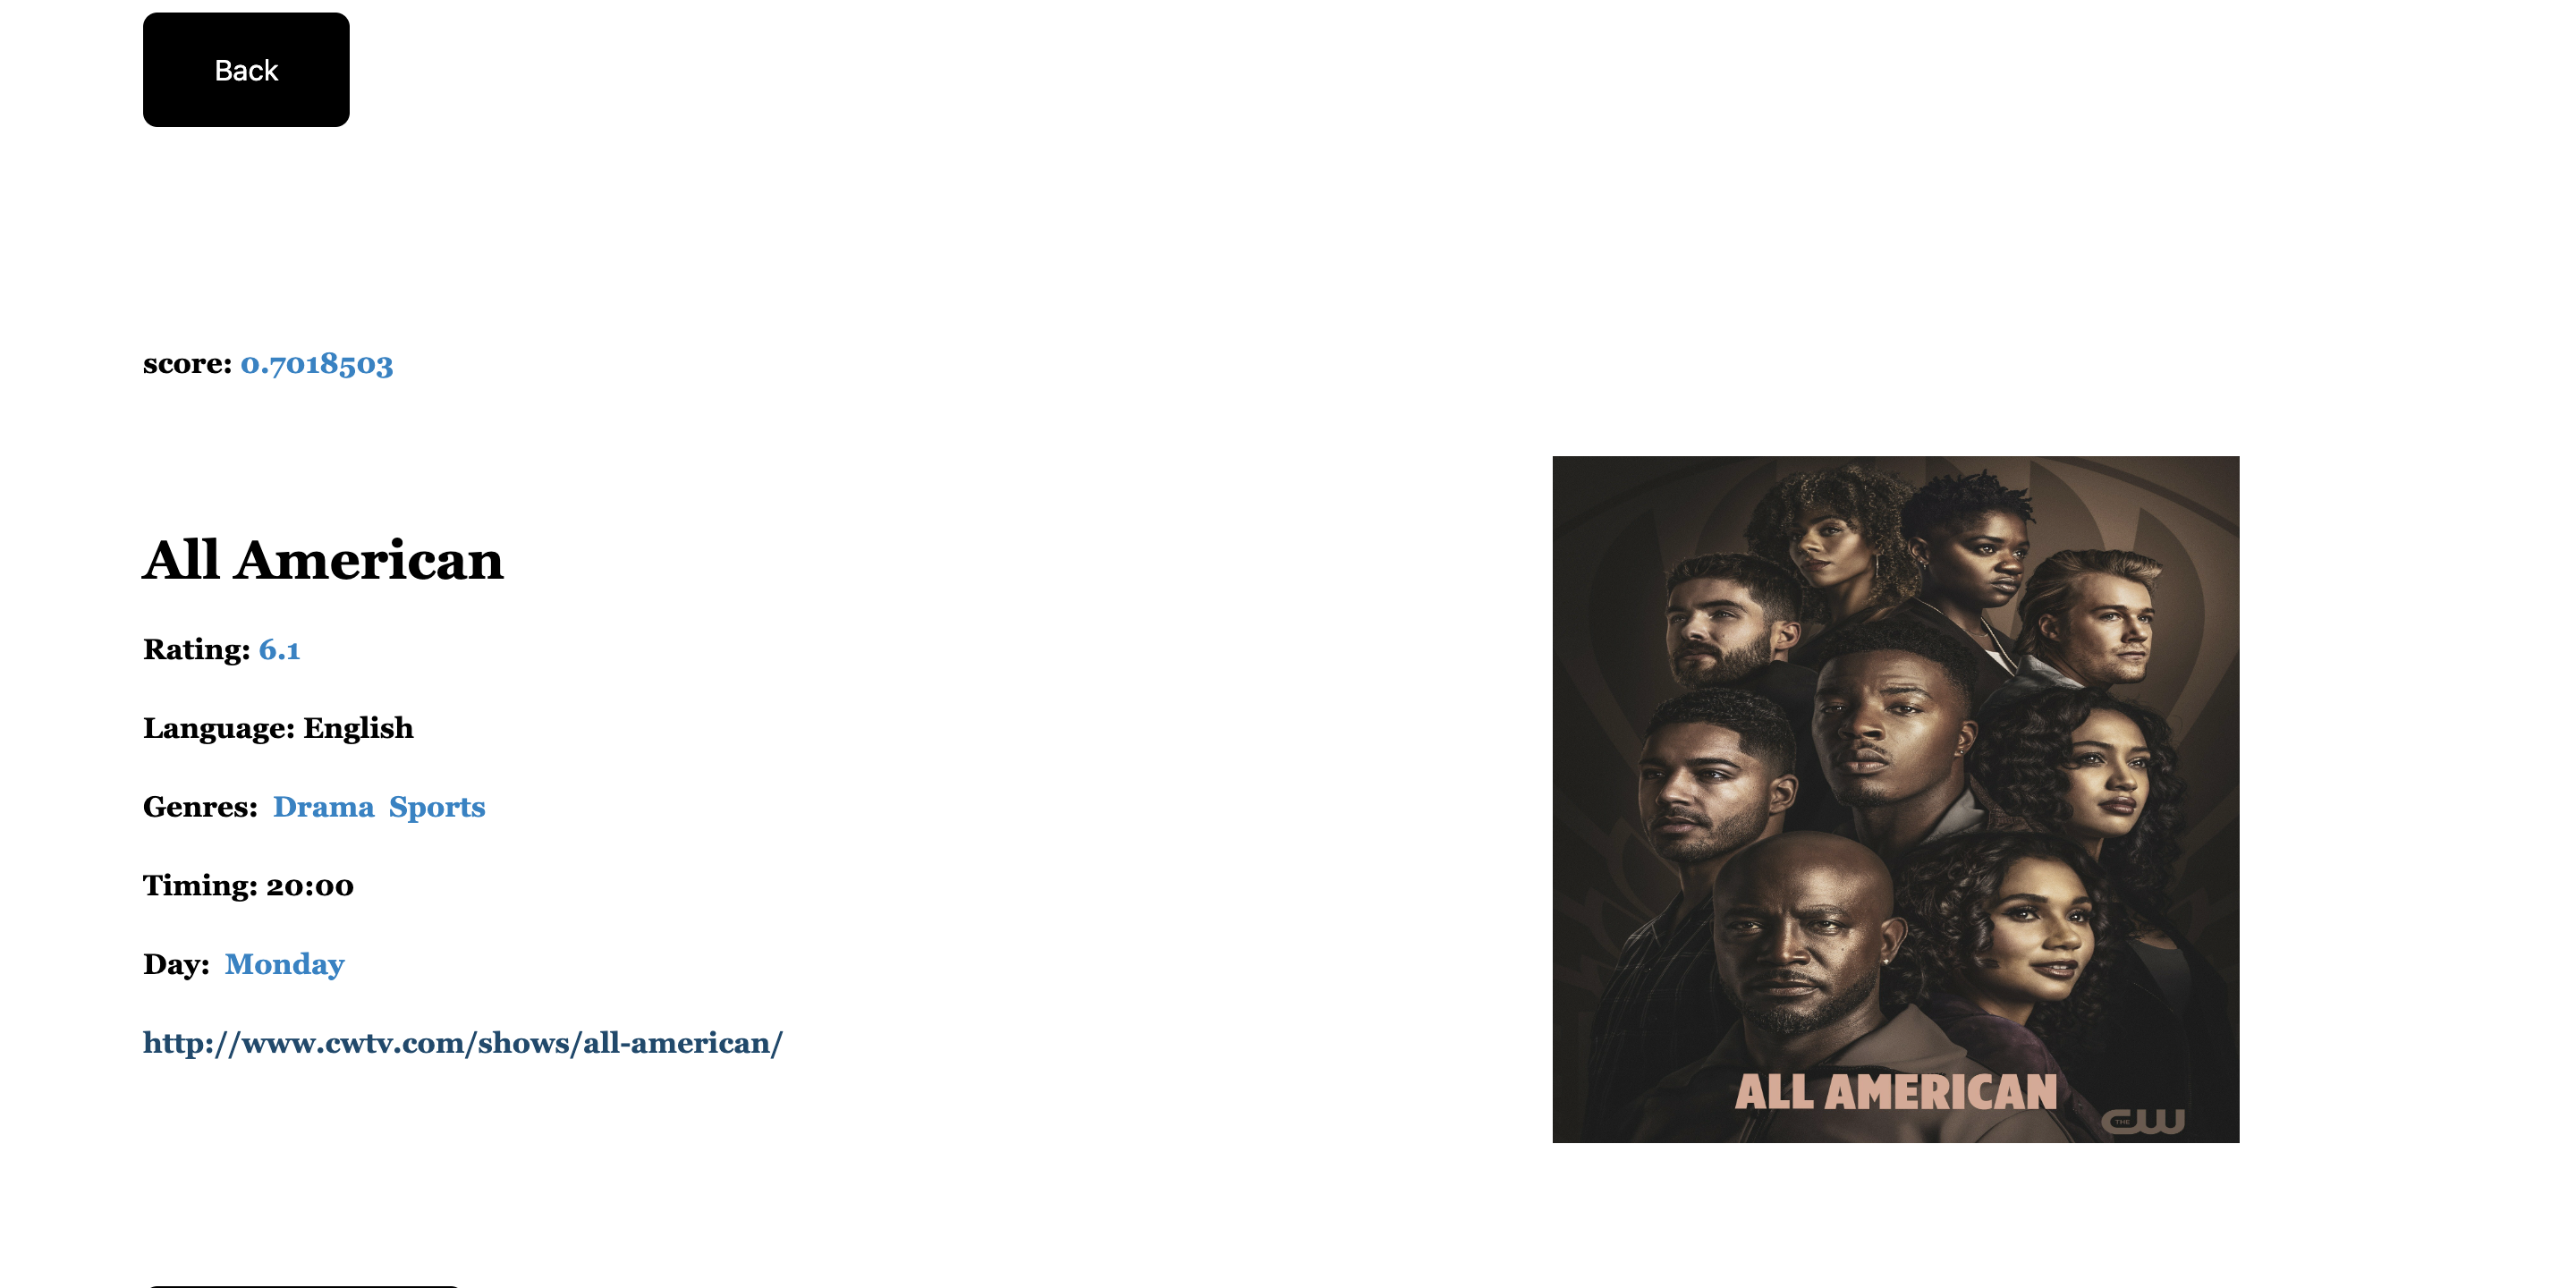 Back
score: 0.7018503
All American
Rating: 6.1
Language: English
Genres: Drama Sports
Timing: 20:00
Day: Monday
http://www.cwtv.com/shows/all-american/
ALL AMERICAN
THE CW